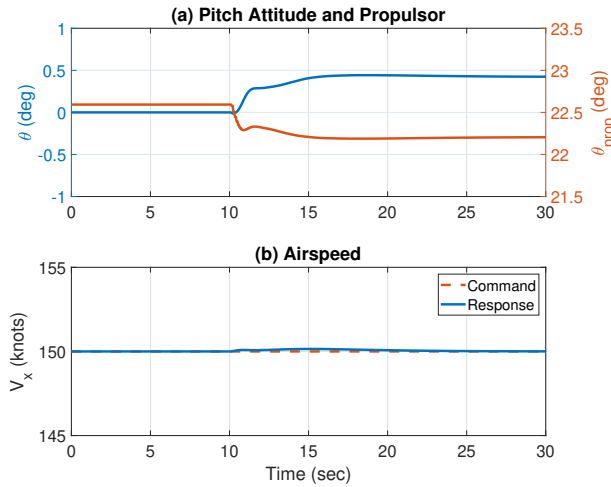 (a) Pitch Attitude and Propulsor
1
0.5
0
-0.5
-1
θ (deg)
23.5
23
22.5
22
21.5
θprop (deg)
0 5 10 15 20 25 30
(b) Airspeed
155
150
145
V_x (knots)
Command
Response
0 5 10 15 20 25 30
Time (sec)